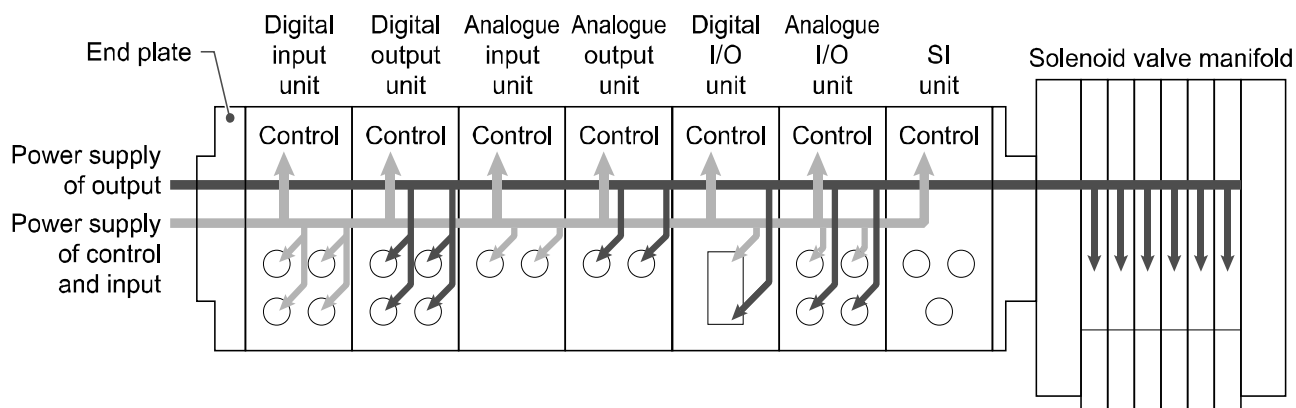 End plate
Digital
input
unit
Digital
output
unit
Analogue
input
unit
Analogue
output
unit
Digital
I/O
unit
Analogue
I/O
unit
SI
unit
Solenoid valve manifold
Control
Control
Control
Control
Control
Control
Control
Power supply
of output
Power supply
of control
and input